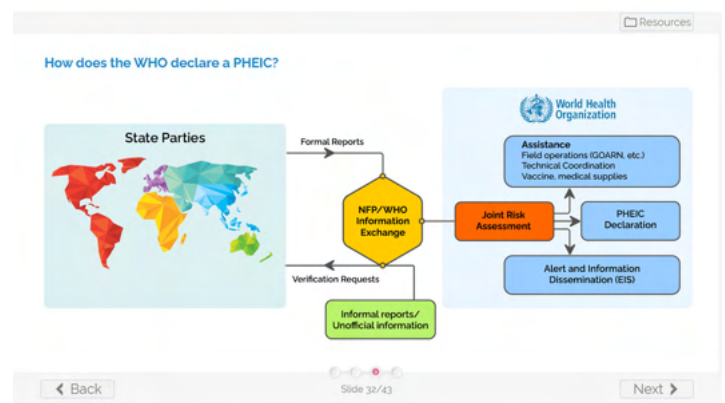 Resources
How does the WHO declare a PHEIC?
World Health
Organization
State Parties
Formal Reports
Assistance
Field operations (GOARN, etc.)
Technical Coordination
Vaccine, medical supplies
NFP/WHO
Information
Exchange
Joint Risk
Assessment
PHEIC
Declaration
Verification Requests
Alert and Information
Dissemination (EIS)
Informal reports/
Unofficial information
Back
Slide 32/43
Next